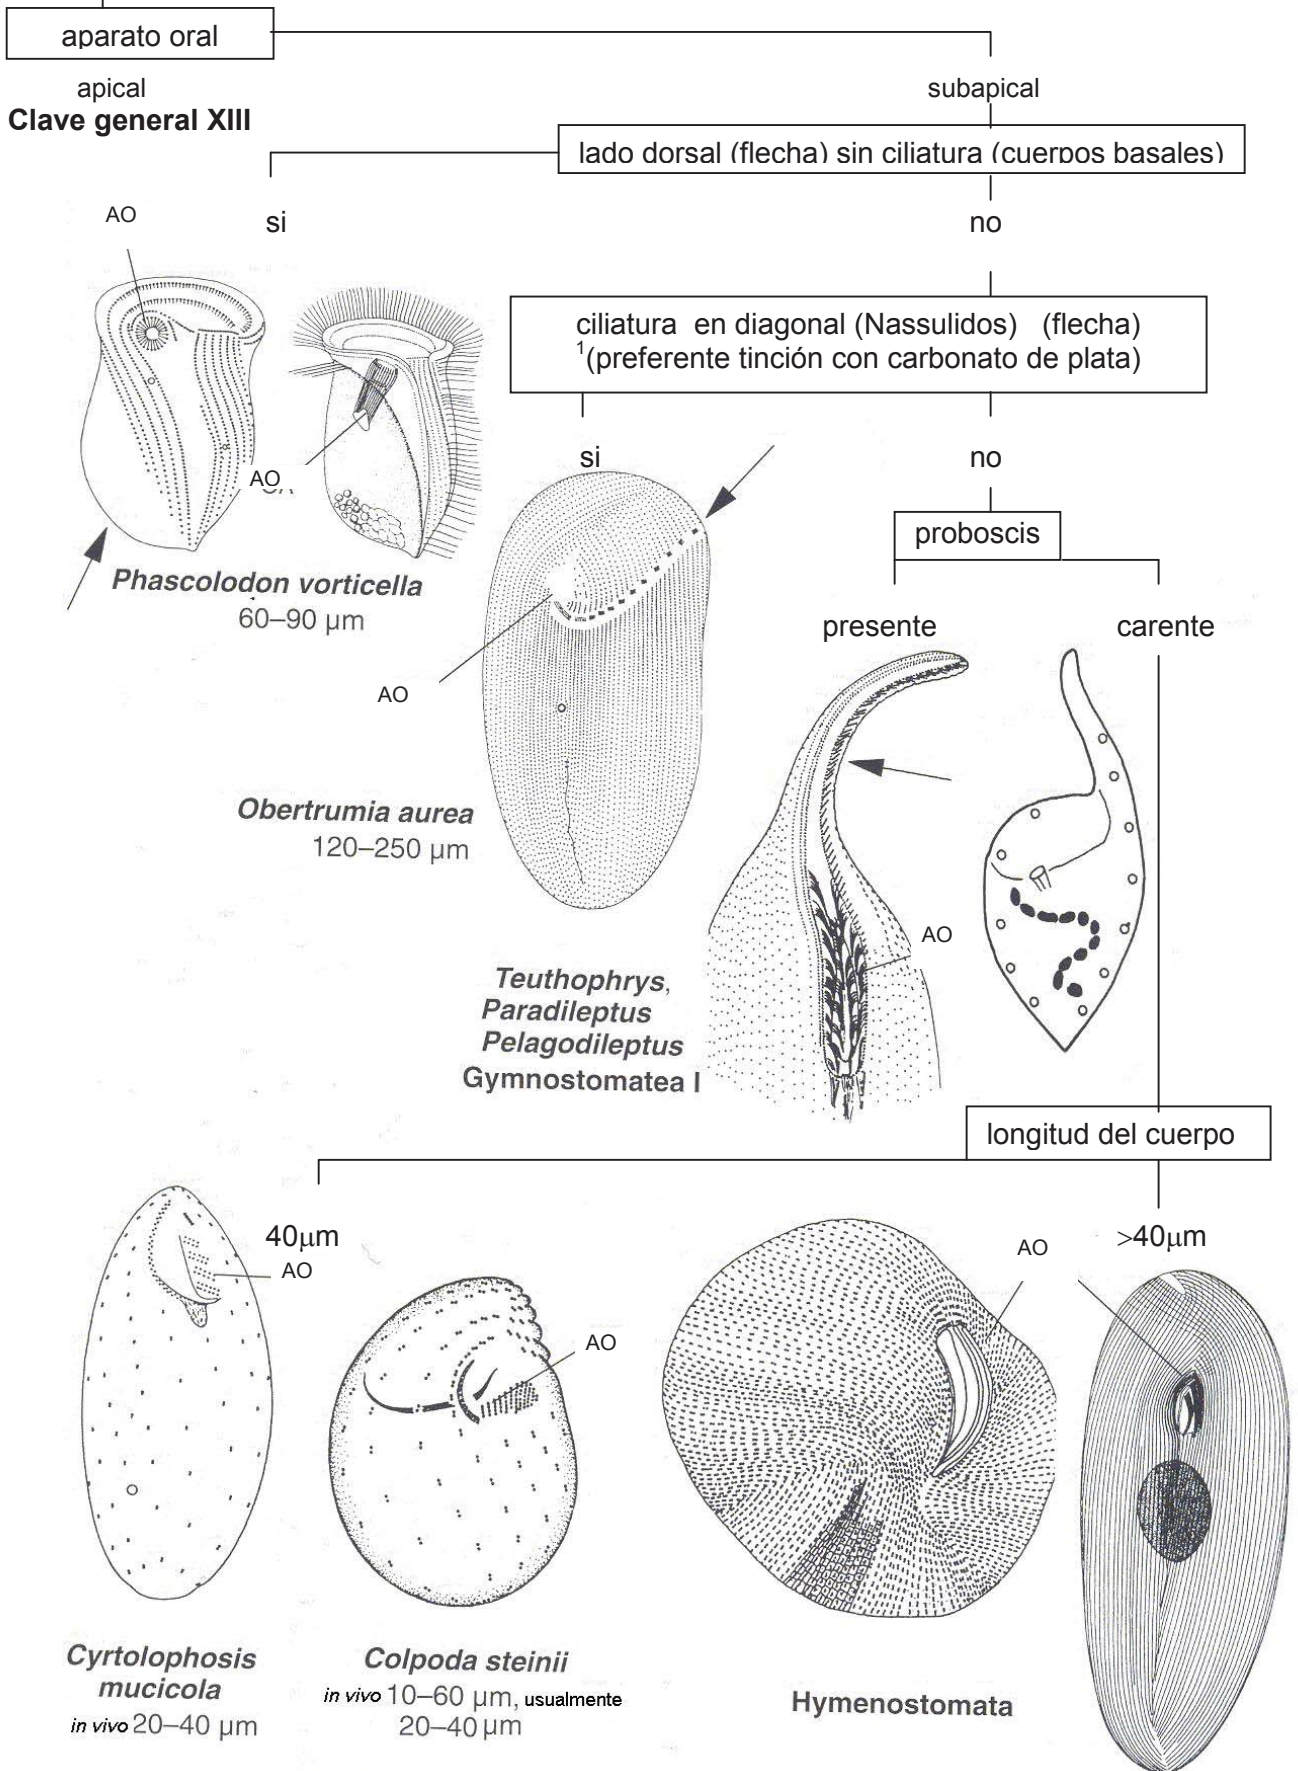 aparato oral
apical
Clave general XIII
subapical
lado dorsal (flecha) sin ciliatura (cuerpos basales)
si
no
AO
AO
Phascolodon vorticella
60–90 µm
ciliatura en diagonal (Nassulidos) (flecha)
1(preferente tinción con carbonato de plata)
si
no
AO
Obertrumia aurea
120–250 µm
proboscis
presente
carente
AO
Teuthophrys,
Paradileptus
Pelagodileptus
Gymnostomatea I
longitud del cuerpo
40µm
>40µm
AO
AO
AO
Cyrtolophosis
mucicola
in vivo 20–40 µm
Colpoda steinii
in vivo 10–60 µm, usualmente
20–40 µm
Hymenostomata